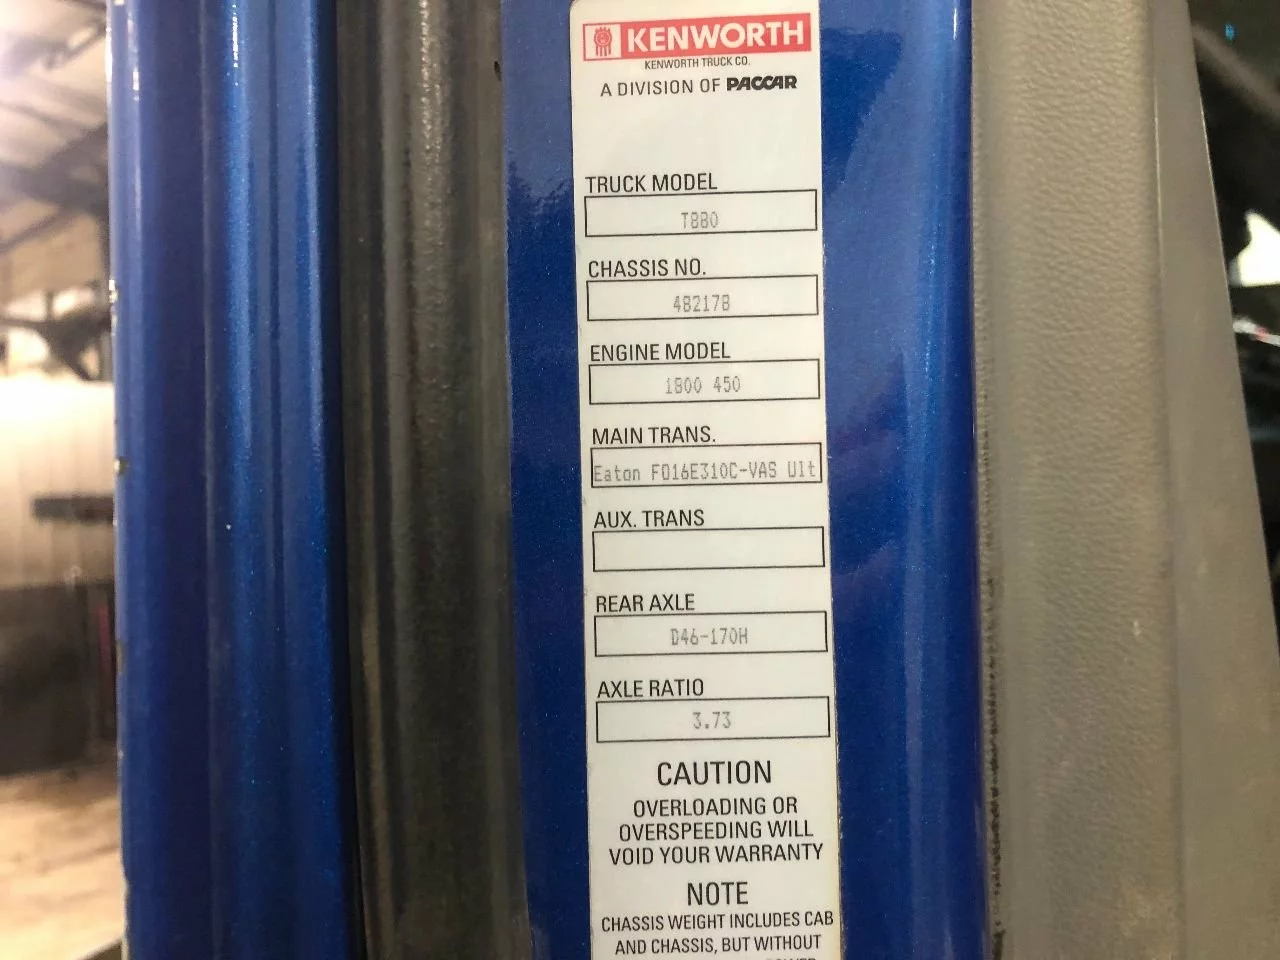 KENWORTH
KENWORTH TRUCK CO.
A DIVISION OF PACCAR
TRUCK MODEL
T880
CHASSIS NO.
482178
ENGINE MODEL
1800 450
MAIN TRANS.
Eaton FO16E310C-VAS Ult
AUX. TRANS
REAR AXLE
D46-170H
AXLE RATIO
3.73
CAUTION
OVERLOADING OR
OVERSPEEDING WILL
VOID YOUR WARRANTY
NOTE
CHASSIS WEIGHT INCLUDES CAB
AND CHASSIS, BUT WITHOUT